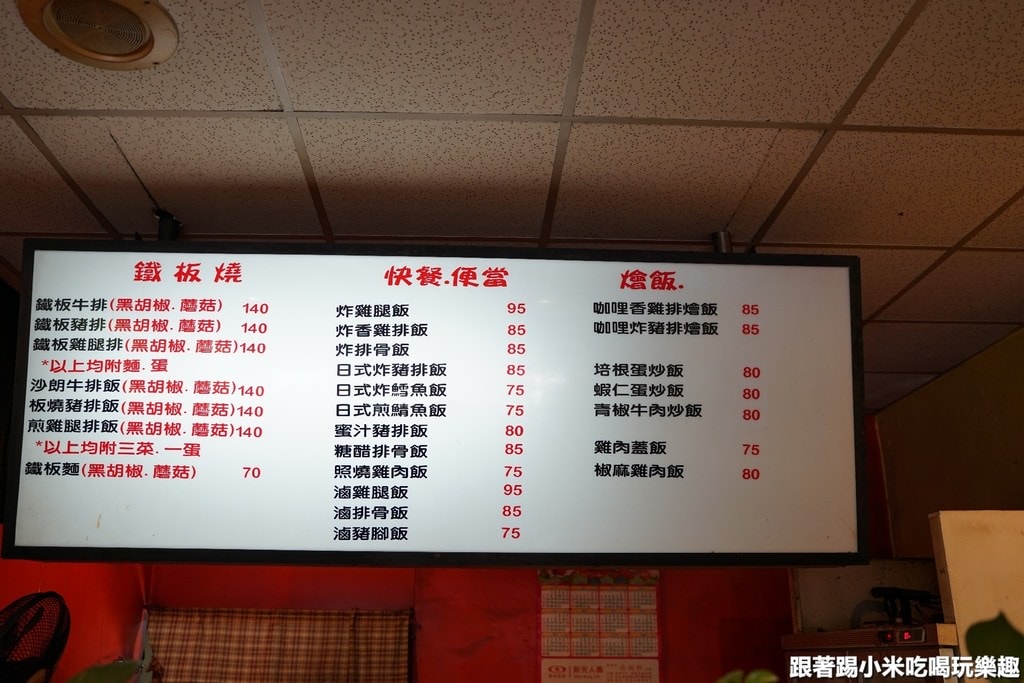 鐵板燒
鐵板牛排(黑胡椒.蘑菇) 140
鐵板豬排(黑胡椒.蘑菇) 140
鐵板雞腿排(黑胡椒.蘑菇)140
*以上均附麵.蛋
沙朗牛排飯(黑胡椒.蘑菇)140
板燒豬排飯(黑胡椒.蘑菇)140
煎雞腿排飯(黑胡椒.蘑菇)140
*以上均附三菜.一蛋
鐵板麵(黑胡椒.蘑菇) 70
快餐.便當
炸雞腿飯 95
炸香雞排飯 85
炸排骨飯 85
日式炸豬排飯 85
日式炸鱈魚飯 75
日式煎鯖魚飯 75
蜜汁豬排飯 80
糖醋排骨飯 85
照燒雞肉飯 75
滷雞腿飯 95
滷排骨飯 85
滷豬腳飯 75
燴飯.
咖哩香雞排燴飯 85
咖哩炸豬排燴飯 85
培根蛋炒飯 80
蝦仁蛋炒飯 80
青椒牛肉炒飯 80
雞肉蓋飯 75
椒麻雞肉飯 80
跟著踢小米吃喝玩樂趣